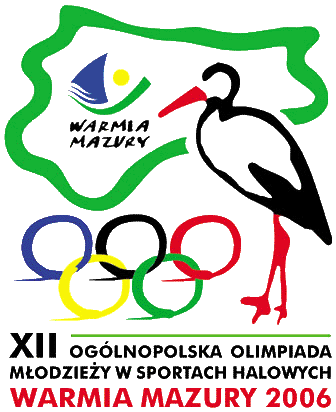 WARMIA
MAZURY
XII OGÓLNOPOLSKA OLIMPIADA
MŁODZIEŻY W SPORTACH HALOWYCH
WARMIA MAZURY 2006